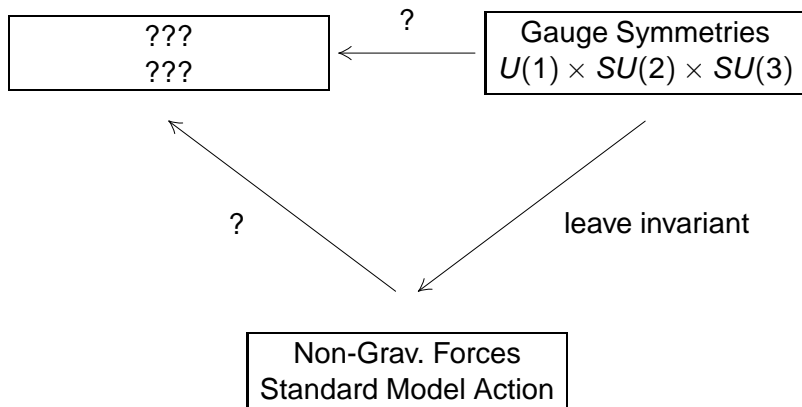 ???
???
?
Gauge Symmetries
U(1) × SU(2) × SU(3)
?
leave invariant
Non-Grav. Forces
Standard Model Action